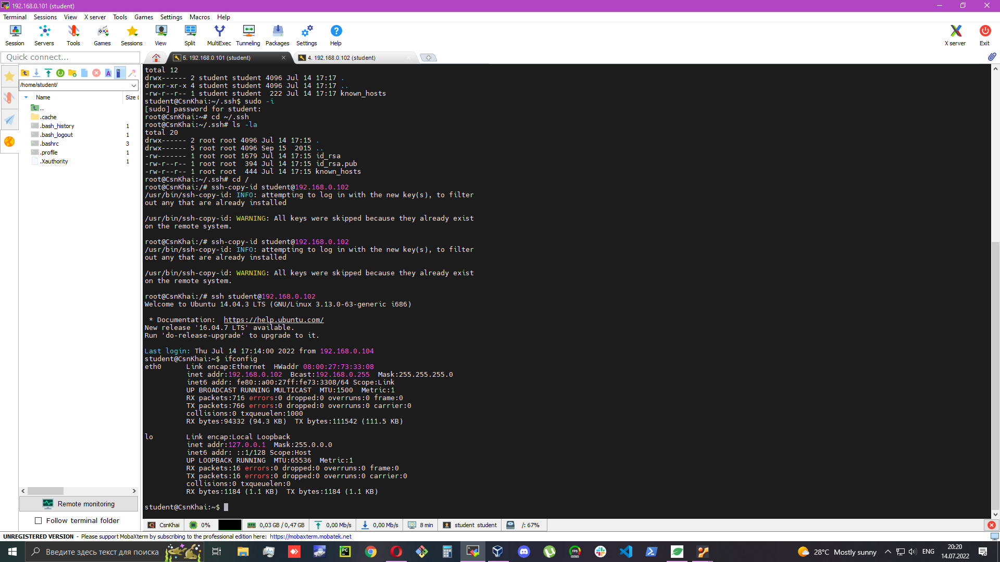 192.168.0.101 (student)
Terminal Sessions View X server Tools Games Settings Macros Help
Session Servers Tools Games Sessions View Split MultiExec Tunneling Packages Settings Help X server Exit
Quick connect...
5. 192.168.0.101 (student)
4. 192.168.0.102 (student)
/home/student/
Name Size (
..
.cache
.bash_history 1
.bash_logout 1
.bashrc 3
.profile 1
.Xauthority 1
Remote monitoring
Follow terminal folder
total 12
drwx------ 2 student student 4096 Jul 14 17:17 .
drwxr-xr-x 4 student student 4096 Jul 14 17:17 ..
-rw-r--r-- 1 student student  222 Jul 14 17:17 known_hosts
student@CsnKhai:~/.ssh$ sudo -i
[sudo] password for student:
root@CsnKhai:~# cd ~/.ssh
root@CsnKhai:~/.ssh# ls -la
total 20
drwx------ 2 root root 4096 Jul 14 17:15 .
drwx------ 5 root root 4096 Sep 15  2015 ..
-rw------- 1 root root 1679 Jul 14 17:15 id_rsa
-rw-r--r-- 1 root root  394 Jul 14 17:15 id_rsa.pub
-rw-r--r-- 1 root root  444 Jul 14 17:15 known_hosts
root@CsnKhai:~/.ssh# cd /
root@CsnKhai:/# ssh-copy-id student@192.168.0.102
/usr/bin/ssh-copy-id: INFO: attempting to log in with the new key(s), to filter
out any that are already installed
/usr/bin/ssh-copy-id: WARNING: All keys were skipped because they already exist
on the remote system.
root@CsnKhai:/# ssh-copy-id student@192.168.0.102
/usr/bin/ssh-copy-id: INFO: attempting to log in with the new key(s), to filter
out any that are already installed
/usr/bin/ssh-copy-id: WARNING: All keys were skipped because they already exist
on the remote system.
root@CsnKhai:/# ssh student@192.168.0.102
Welcome to Ubuntu 14.04.3 LTS (GNU/Linux 3.13.0-63-generic i686)
* Documentation:  https://help.ubuntu.com/
New release '16.04.7 LTS' available.
Run 'do-release-upgrade' to upgrade to it.
Last login: Thu Jul 14 17:14:00 2022 from 192.168.0.104
student@CsnKhai:~$ ifconfig
eth0      Link encap:Ethernet  HWaddr 08:00:27:73:33:08
inet addr:192.168.0.102  Bcast:192.168.0.255  Mask:255.255.255.0
inet6 addr: fe80::a00:27ff:fe73:3308/64 Scope:Link
UP BROADCAST RUNNING MULTICAST  MTU:1500  Metric:1
RX packets:716 errors:0 dropped:0 overruns:0 frame:0
TX packets:766 errors:0 dropped:0 overruns:0 carrier:0
collisions:0 txqueuelen:1000
RX bytes:94332 (94.3 KB)  TX bytes:111542 (111.5 KB)
lo        Link encap:Local Loopback
inet addr:127.0.0.1  Mask:255.0.0.0
inet6 addr: ::1/128 Scope:Host
UP LOOPBACK RUNNING  MTU:65536  Metric:1
RX packets:16 errors:0 dropped:0 overruns:0 frame:0
TX packets:16 errors:0 dropped:0 overruns:0 carrier:0
collisions:0 txqueuelen:0
RX bytes:1184 (1.1 KB)  TX bytes:1184 (1.1 KB)
student@CsnKhai:~$
CsnKhai 0% 0,03 GB / 0,47 GB 0,00 Mb/s 0,00 Mb/s 8 min student student /: 67%
UNREGISTERED VERSION - Please support MobaXterm by subscribing to the professional edition here: https://mobaxterm.mobatek.net
Введите здесь текст для поиска
28°C Mostly sunny
ENG
20:20
14.07.2022